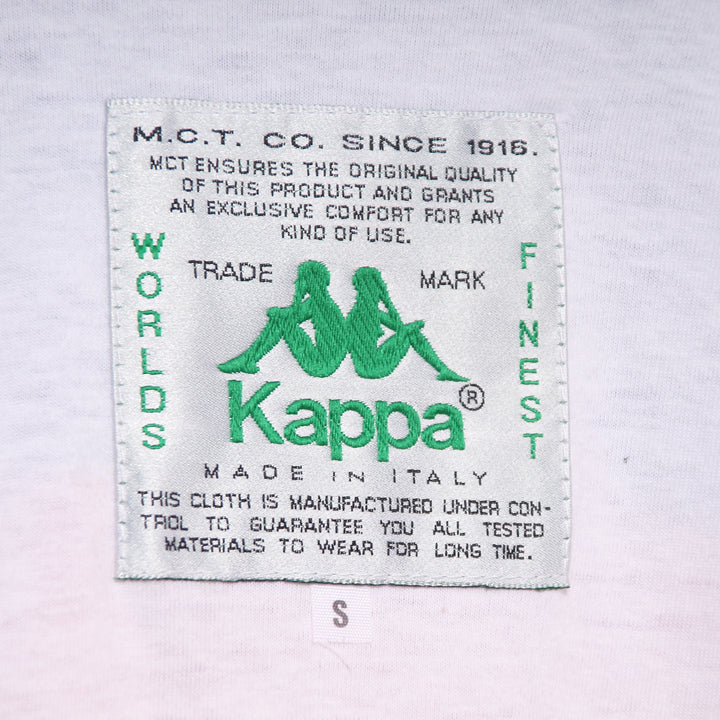 M.C.T. CO. SINCE 1916.
MCT ENSURES THE ORIGINAL QUALITY
OF THIS PRODUCT AND GRANTS
AN EXCLUSIVE COMFORT FOR ANY
KIND OF USE.
WORLDS
TRADE MARK
FINEST
Kappa®
MADE IN ITALY
THIS CLOTH IS MANUFACTURED UNDER CON-
TROL TO GUARANTEE YOU ALL TESTED
MATERIALS TO WEAR FOR LONG TIME.
S